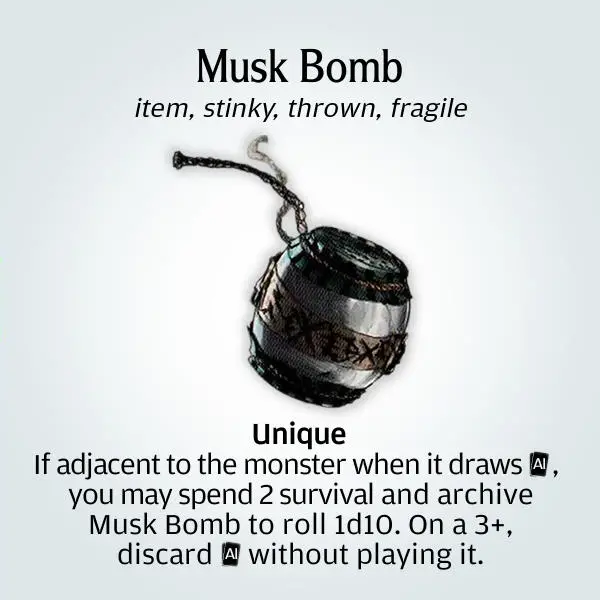 Musk Bomb
item, stinky, thrown, fragile
Unique
If adjacent to the monster when it draws AI,
you may spend 2 survival and archive
Musk Bomb to roll 1d10. On a 3+,
discard AI without playing it.